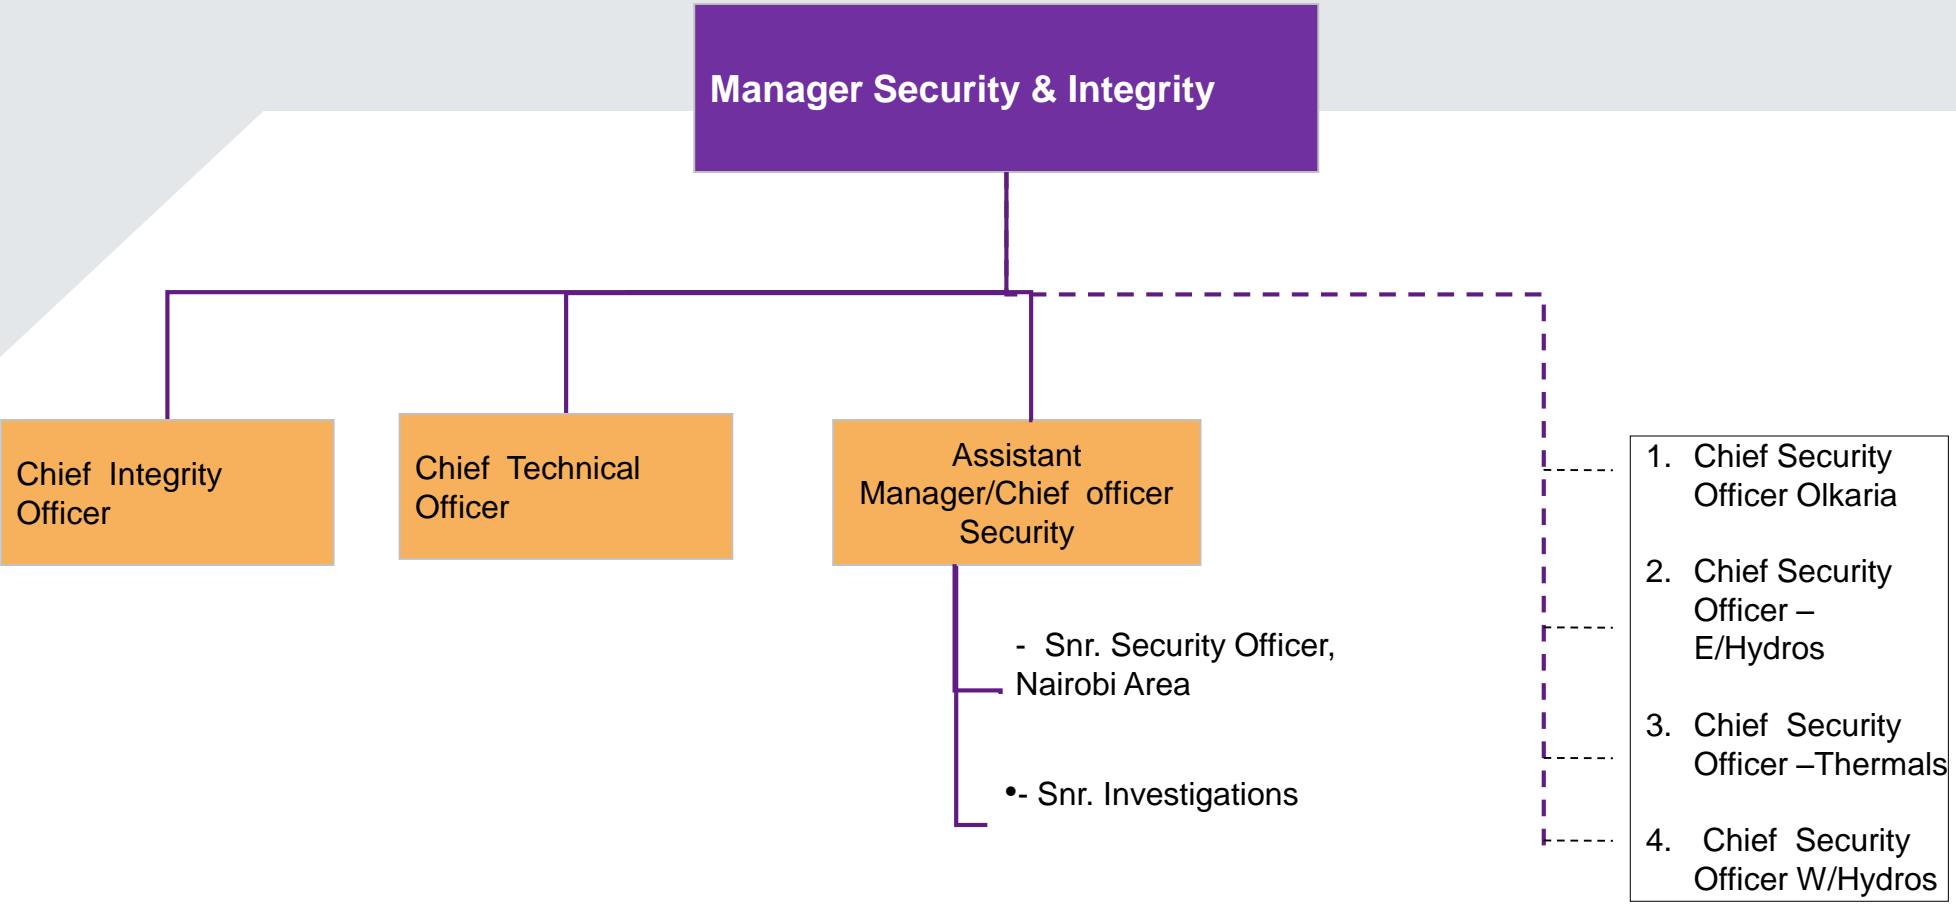 Manager Security & Integrity
Chief Integrity
Officer
Chief Technical
Officer
Assistant
Manager/Chief officer
Security
- Snr. Security Officer,
Nairobi Area
•- Snr. Investigations
1. Chief Security
Officer Olkaria
2. Chief Security
Officer –
E/Hydros
3. Chief Security
Officer –Thermals
4. Chief Security
Officer W/Hydros